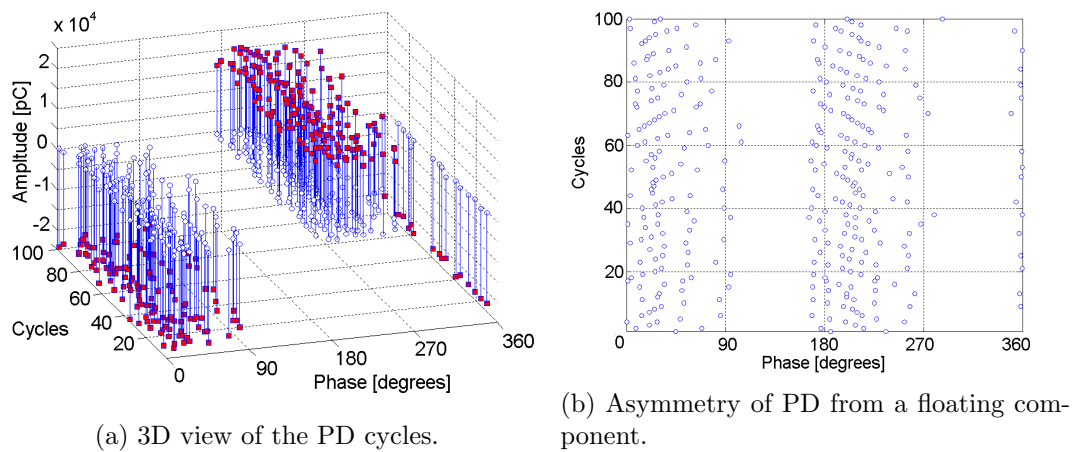 x 10^4
2
1
0
-1
-2
Amplitude [pC]
100
80
60
40
20
Cycles
0
90
180
270
360
Phase [degrees]
(a) 3D view of the PD cycles.
100
80
60
40
20
Cycles
0
90
180
270
360
Phase [degrees]
(b) Asymmetry of PD from a floating com-
ponent.